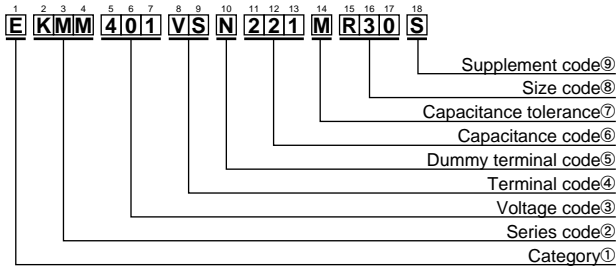 1 2 3 4 5 6 7 8 9 10 11 12 13 14 15 16 17 18
E KMM 401 VS N 221 M R30 S
Supplement code⑨
Size code⑧
Capacitance tolerance⑦
Capacitance code⑥
Dummy terminal code⑤
Terminal code④
Voltage code③
Series code②
Category①